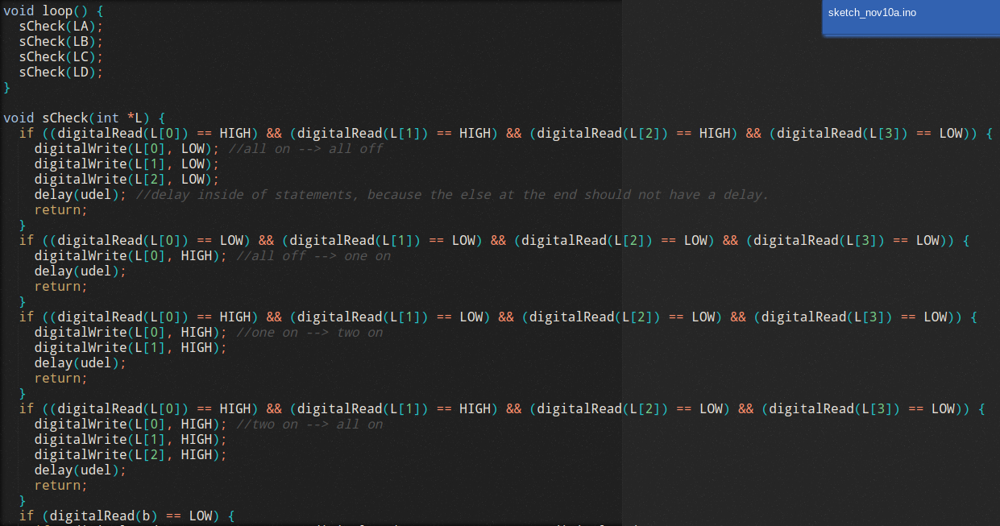 void loop() {
  sCheck(LA);
  sCheck(LB);
  sCheck(LC);
  sCheck(LD);
}
void sCheck(int *L) {
  if ((digitalRead(L[0]) == HIGH) && (digitalRead(L[1]) == HIGH) && (digitalRead(L[2]) == HIGH) && (digitalRead(L[3]) == LOW)) {
    digitalWrite(L[0], LOW); //all on --> all off
    digitalWrite(L[1], LOW);
    digitalWrite(L[2], LOW);
    delay(udel); //delay inside of statements, because the else at the end should not have a delay.
    return;
  }
  if ((digitalRead(L[0]) == LOW) && (digitalRead(L[1]) == LOW) && (digitalRead(L[2]) == LOW) && (digitalRead(L[3]) == LOW)) {
    digitalWrite(L[0], HIGH); //all off --> one on
    delay(udel);
    return;
  }
  if ((digitalRead(L[0]) == HIGH) && (digitalRead(L[1]) == LOW) && (digitalRead(L[2]) == LOW) && (digitalRead(L[3]) == LOW)) {
    digitalWrite(L[0], HIGH); //one on --> two on
    digitalWrite(L[1], HIGH);
    delay(udel);
    return;
  }
  if ((digitalRead(L[0]) == HIGH) && (digitalRead(L[1]) == HIGH) && (digitalRead(L[2]) == LOW) && (digitalRead(L[3]) == LOW)) {
    digitalWrite(L[0], HIGH); //two on --> all on
    digitalWrite(L[1], HIGH);
    digitalWrite(L[2], HIGH);
    delay(udel);
    return;
  }
  if (digitalRead(b) == LOW) {
sketch_nov10a.ino